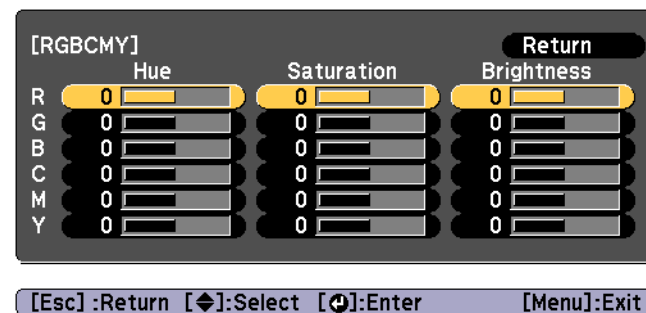 [RGBCMY] Return
Hue Saturation Brightness
R 0 0 0
G 0 0 0
B 0 0 0
C 0 0 0
M 0 0 0
Y 0 0 0
[Esc] :Return [◆]:Select [↵]:Enter [Menu]:Exit